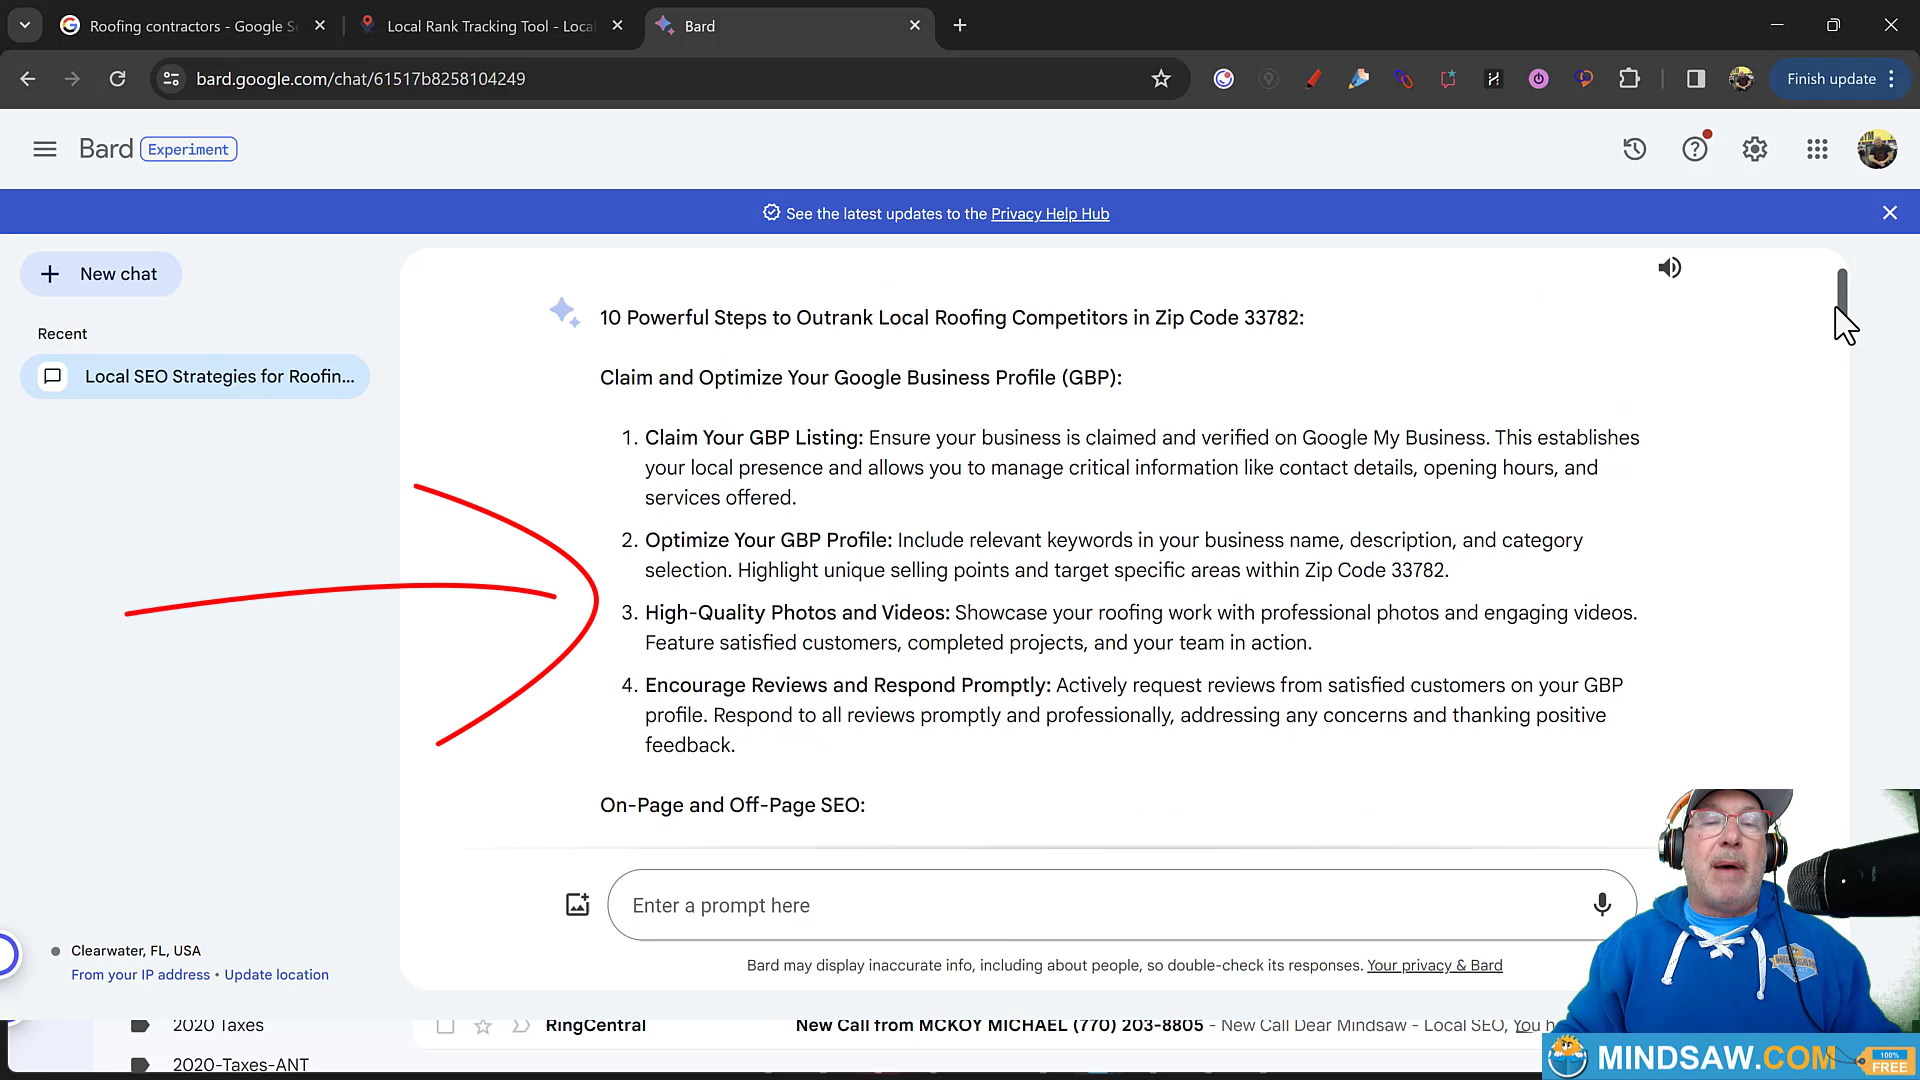 Roofing contractors - Google Se
Local Rank Tracking Tool - Loca
Bard
bard.google.com/chat/61517b8258104249
Finish update
Bard Experiment
See the latest updates to the Privacy Help Hub
New chat
Recent
Local SEO Strategies for Roofin...
10 Powerful Steps to Outrank Local Roofing Competitors in Zip Code 33782:
Claim and Optimize Your Google Business Profile (GBP):
1. Claim Your GBP Listing: Ensure your business is claimed and verified on Google My Business. This establishes
your local presence and allows you to manage critical information like contact details, opening hours, and
services offered.
2. Optimize Your GBP Profile: Include relevant keywords in your business name, description, and category
selection. Highlight unique selling points and target specific areas within Zip Code 33782.
3. High-Quality Photos and Videos: Showcase your roofing work with professional photos and engaging videos.
Feature satisfied customers, completed projects, and your team in action.
4. Encourage Reviews and Respond Promptly: Actively request reviews from satisfied customers on your GBP
profile. Respond to all reviews promptly and professionally, addressing any concerns and thanking positive
feedback.
On-Page and Off-Page SEO:
Enter a prompt here
Bard may display inaccurate info, including about people, so double-check its responses. Your privacy & Bard
Clearwater, FL, USA
From your IP address • Update location
2020 Taxes
RingCentral
New Call from MCKOY MICHAEL (770) 203-8805 - New Call Dear Mindsaw - Local SEO, You h
2020-Taxes-ANT
MINDSAW.COM
100%
FREE